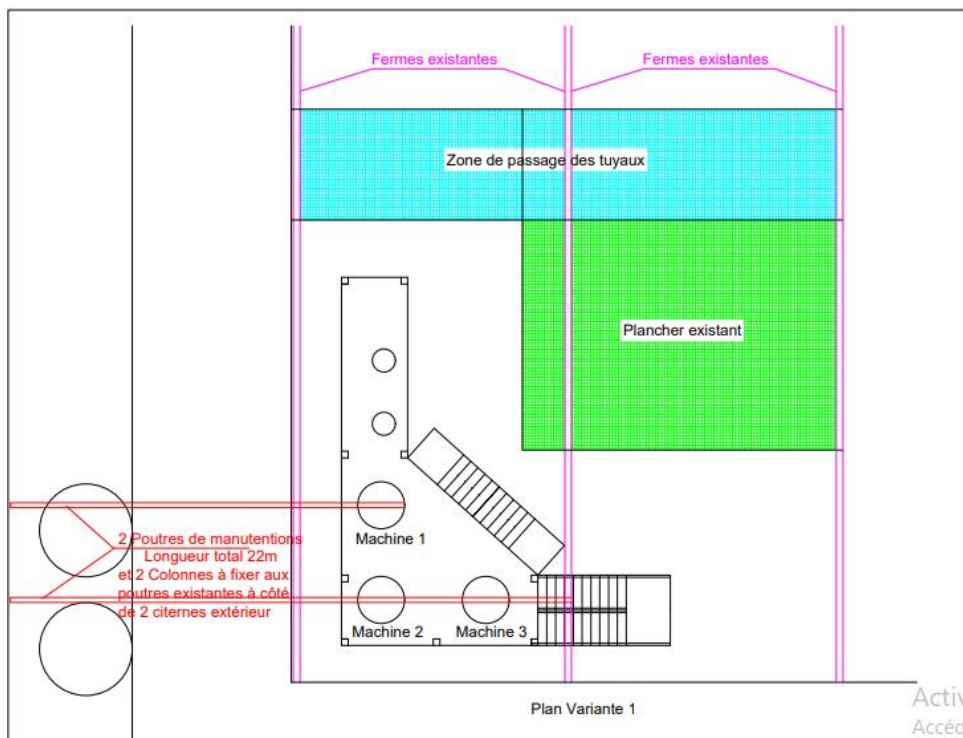 Fermes existantes
Fermes existantes
Zone de passage des tuyaux
Plancher existant
Machine 1
2 Poutres de manutentions
Longueur total 22m
et 2 Colonnes à fixer aux
poutres existantes à côté
de 2 citernes extérieur
Machine 2
Machine 3
Plan Variante 1
Activ
Accéd